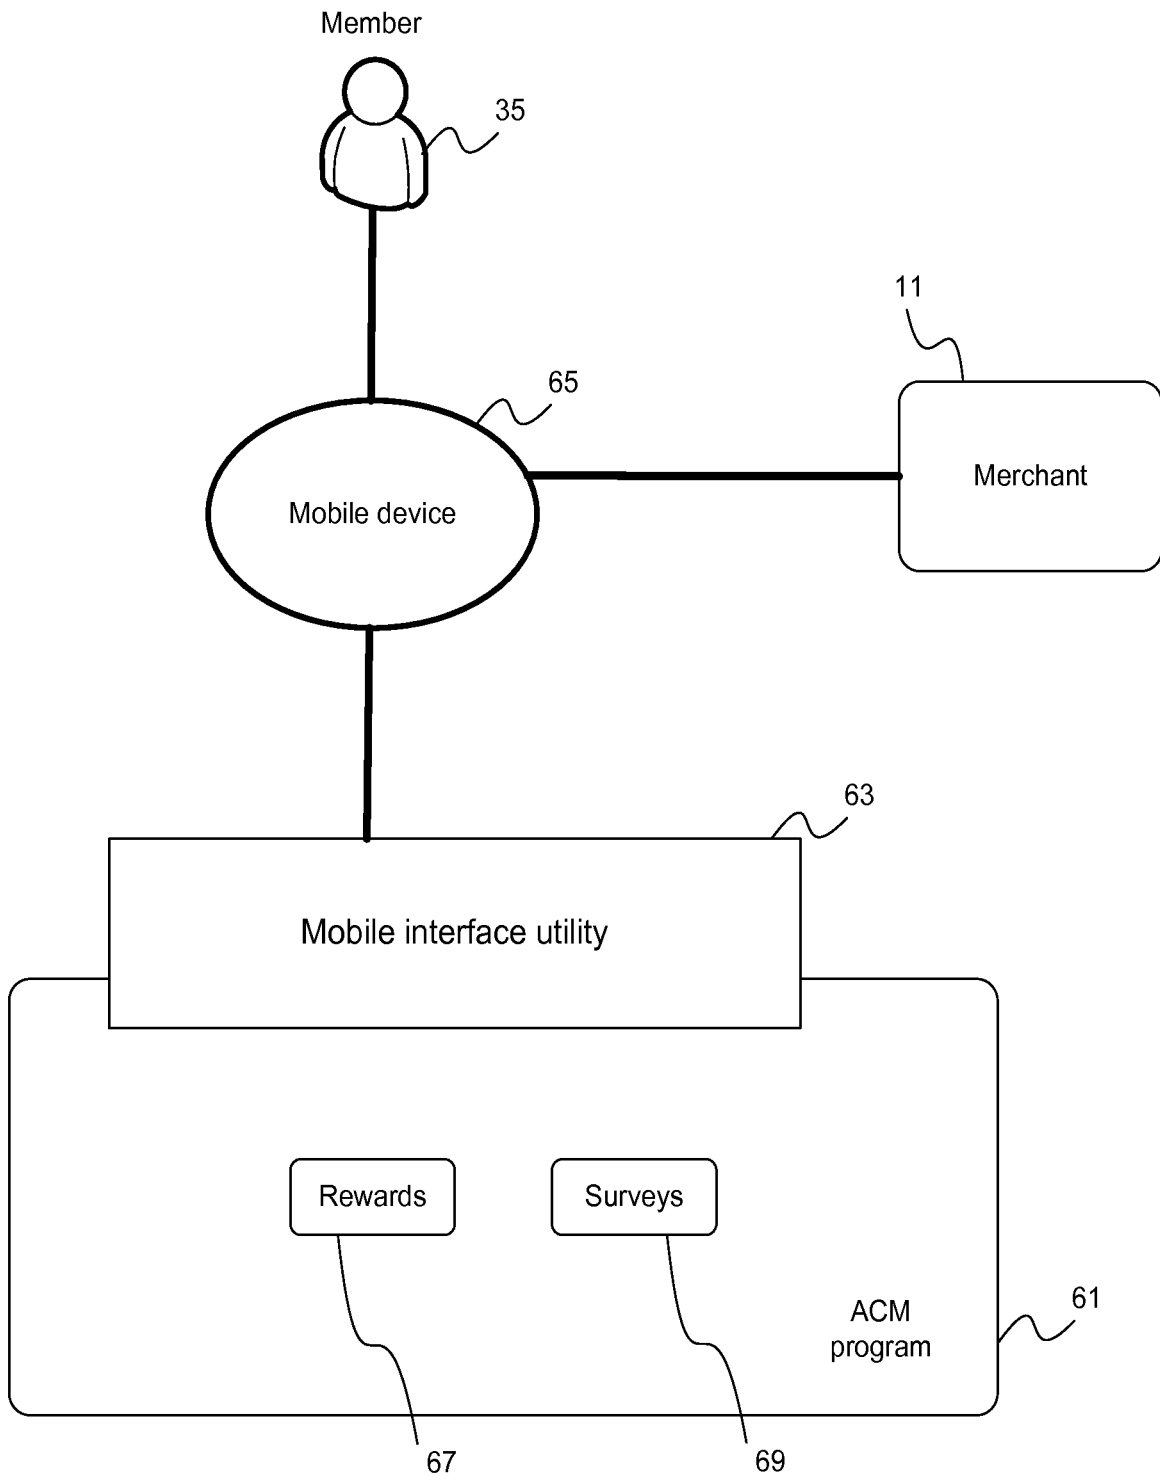 Member
35
11
65
Merchant
Mobile device
63
Mobile interface utility
Rewards
Surveys
61
ACM
program
67
69